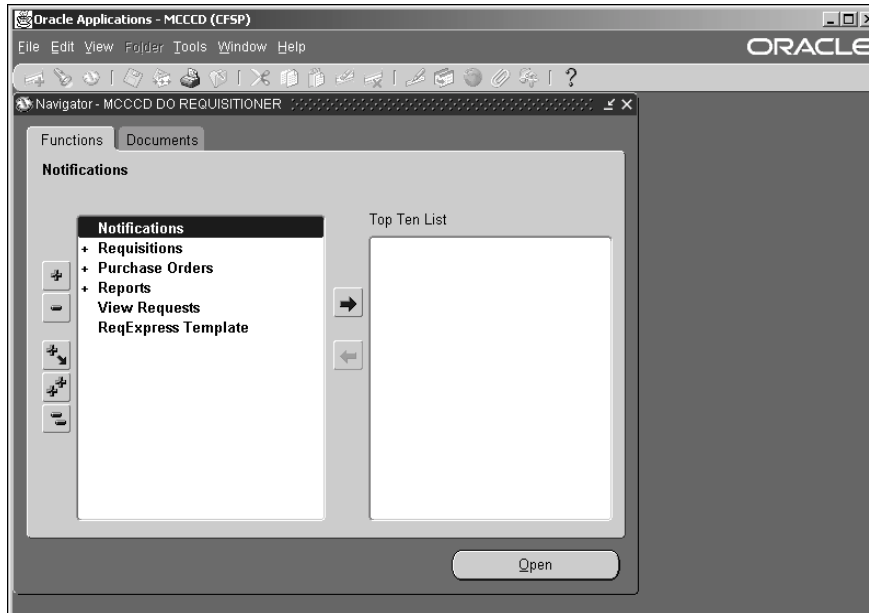 Oracle Applications - MCCCD (CFSP)
File Edit View Folder Tools Window Help
ORACLE
Navigator - MCCCD DO REQUISITIONER
Functions Documents
Notifications
Top Ten List
Notifications
+ Requisitions
+ Purchase Orders
+ Reports
View Requests
ReqExpress Template
Open